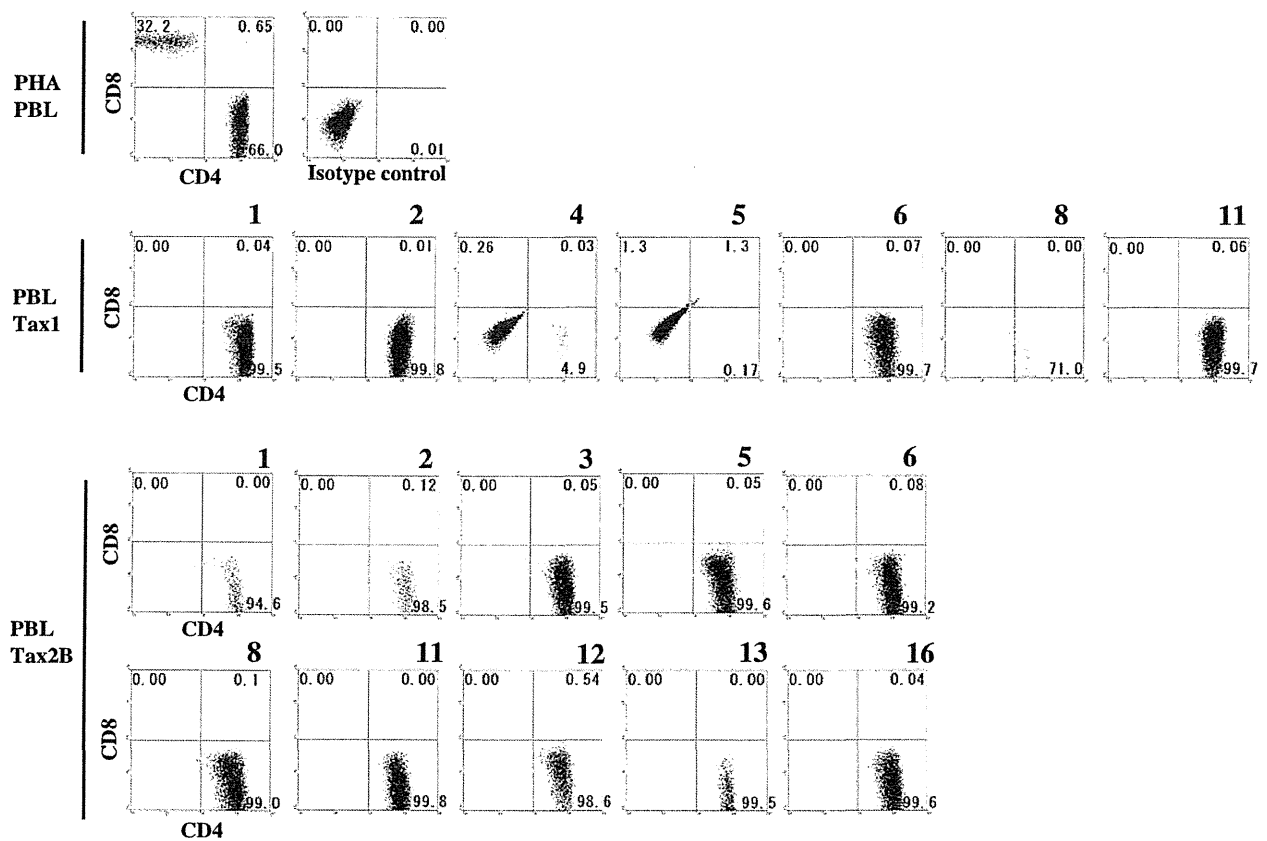 32.2 0.65
66.0
0.00 0.00
0.01
PHA
PBL
CD8
CD4
Isotype control
1 2 4 5 6 8 11
PBL
Tax1
CD8
0.00 0.04
99.5
0.00 0.01
99.8
0.26 0.03
4.9
1.3 1.3
0.17
0.00 0.07
99.7
0.00 0.00
71.0
0.00 0.06
99.7
CD4
1 2 3 5 6
PBL
Tax2B
CD8
0.00 0.00
94.6
0.00 0.12
98.5
0.00 0.05
99.5
0.00 0.05
99.6
0.00 0.08
99.2
CD4
8 11 12 13 16
CD8
0.00 0.1
99.0
0.00 0.00
99.8
0.00 0.54
98.6
0.00 0.00
99.5
0.00 0.04
99.6
CD4